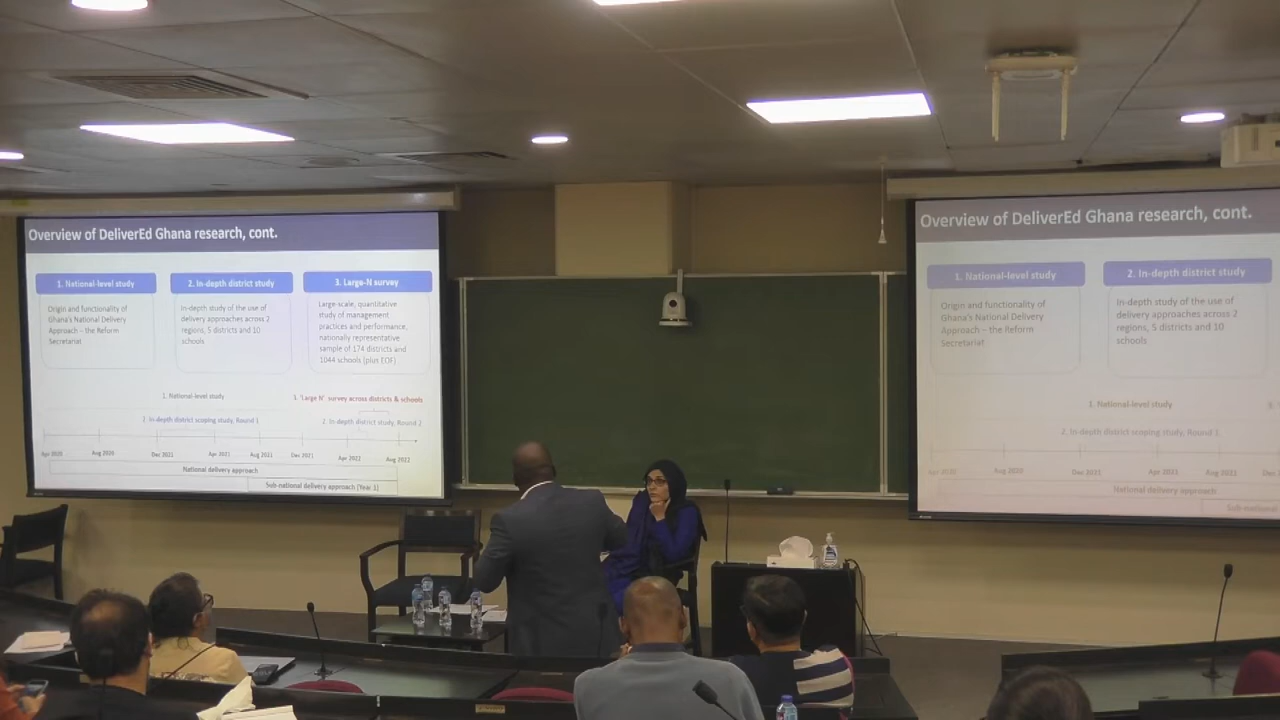 Overview of DeliverEd Ghana research, cont.
1. National-level study
Origin and functionality of
Ghana's National Delivery
Approach – the Reform
Secretariat
2. In-depth district study
In-depth study of the use of
delivery approaches across 2
regions, 5 districts and 10
schools
3. Large-N survey
Large-scale, quantitative
study of management
practices and performance,
nationally representative
sample of 174 districts and
1044 schools (plus EOF)
1. National-level study
1. 'Large N' survey across districts & schools
2. In-depth district scoping study, Round 1
2. In-depth district study, Round 2
Apr 2020
Aug 2020
Dec 2021
Apr 2021
Aug 2021
Dec 2021
Apr 2022
Aug 2022
National delivery approach
Sub-national delivery approach (Year 1)
Overview of DeliverEd Ghana research, cont.
1. National-level study
Origin and functionality of
Ghana's National Delivery
Approach – the Reform
Secretariat
2. In-depth district study
In-depth study of the use of
delivery approaches across 2
regions, 5 districts and 10
schools
1. National-level study
2. In-depth district scoping study, Round 1
Apr 2020
Aug 2020
Dec 2021
Apr 2021
Aug 2021
Dec
National delivery approach
Sub-national